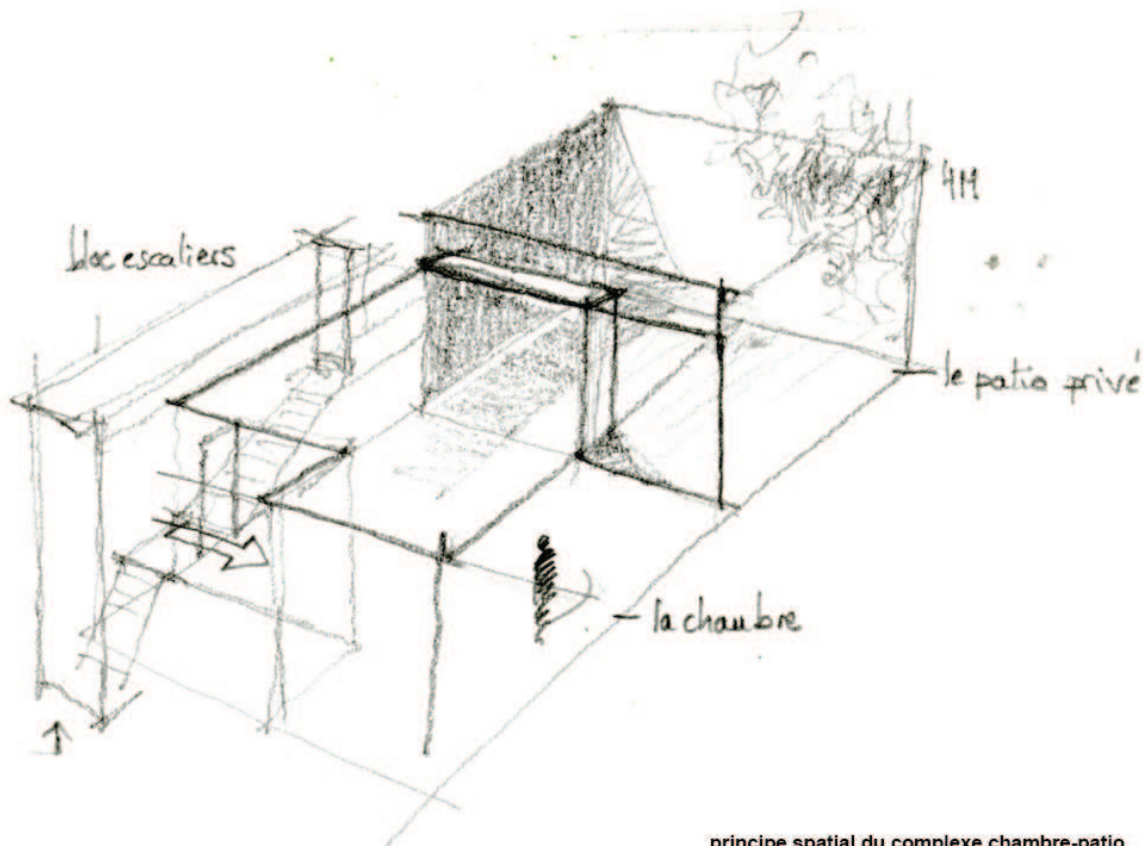 4M
bloc escaliers
le patio privé
la chambre
principe spatial du complexe chambre-patio